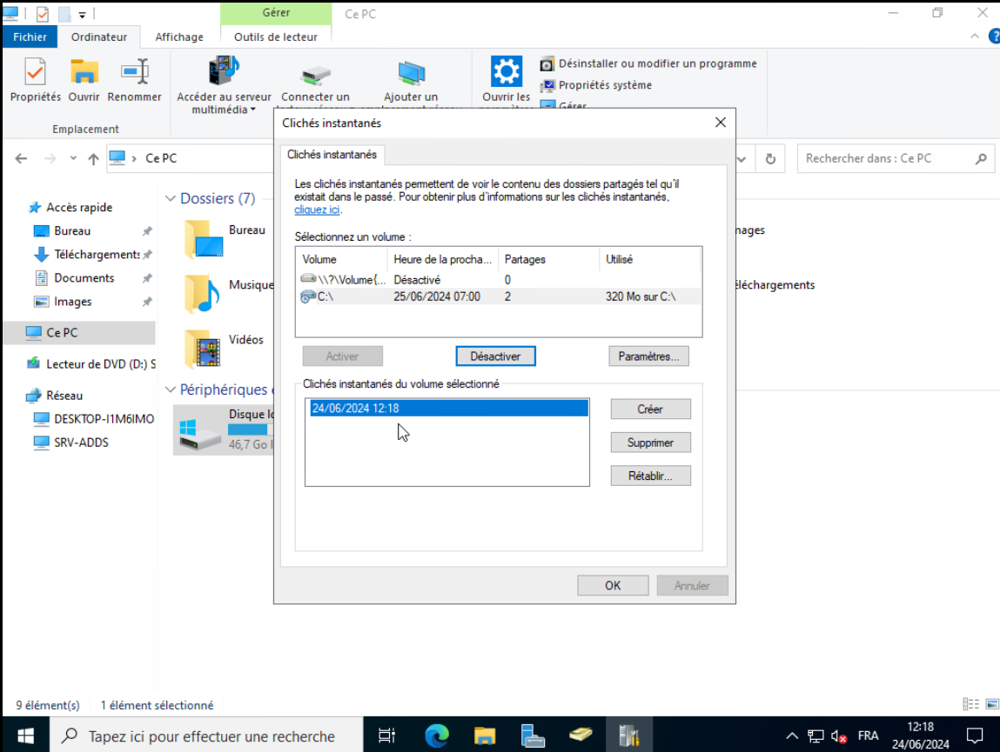 Gérer
Ce PC
Fichier
Ordinateur
Affichage
Outils de lecteur
Propriétés
Ouvrir
Renommer
Accéder au serveur
multimédia
Connecter un
Ajouter un
Ouvrir les
Désinstaller ou modifier un programme
Propriétés système
Gérer
Emplacement
Ce PC
Rechercher dans : Ce PC
Accès rapide
Bureau
Téléchargements
Documents
Images
Ce PC
Lecteur de DVD (D:) S
Réseau
DESKTOP-I1M6IMO
SRV-ADDS
Dossiers (7)
Bureau
Musique
Vidéos
Périphériques
Disque lo
46,7 Go l
mages
éléchargements
Clichés instantanés
Clichés instantanés
Les clichés instantanés permettent de voir le contenu des dossiers partagés tel qu'il
existait dans le passé. Pour obtenir plus d'informations sur les clichés instantanés,
cliquez ici.
Sélectionnez un volume :
Volume Heure de la procha... Partages Utilisé
\\?\Volume{... Désactivé 0
C:\ 25/06/2024 07:00 2 320 Mo sur C:\
Activer
Désactiver
Paramètres...
Clichés instantanés du volume sélectionné
24/06/2024 12:18
Créer
Supprimer
Rétablir...
OK
Annuler
9 élément(s)
1 élément sélectionné
Tapez ici pour effectuer une recherche
FRA
12:18
24/06/2024